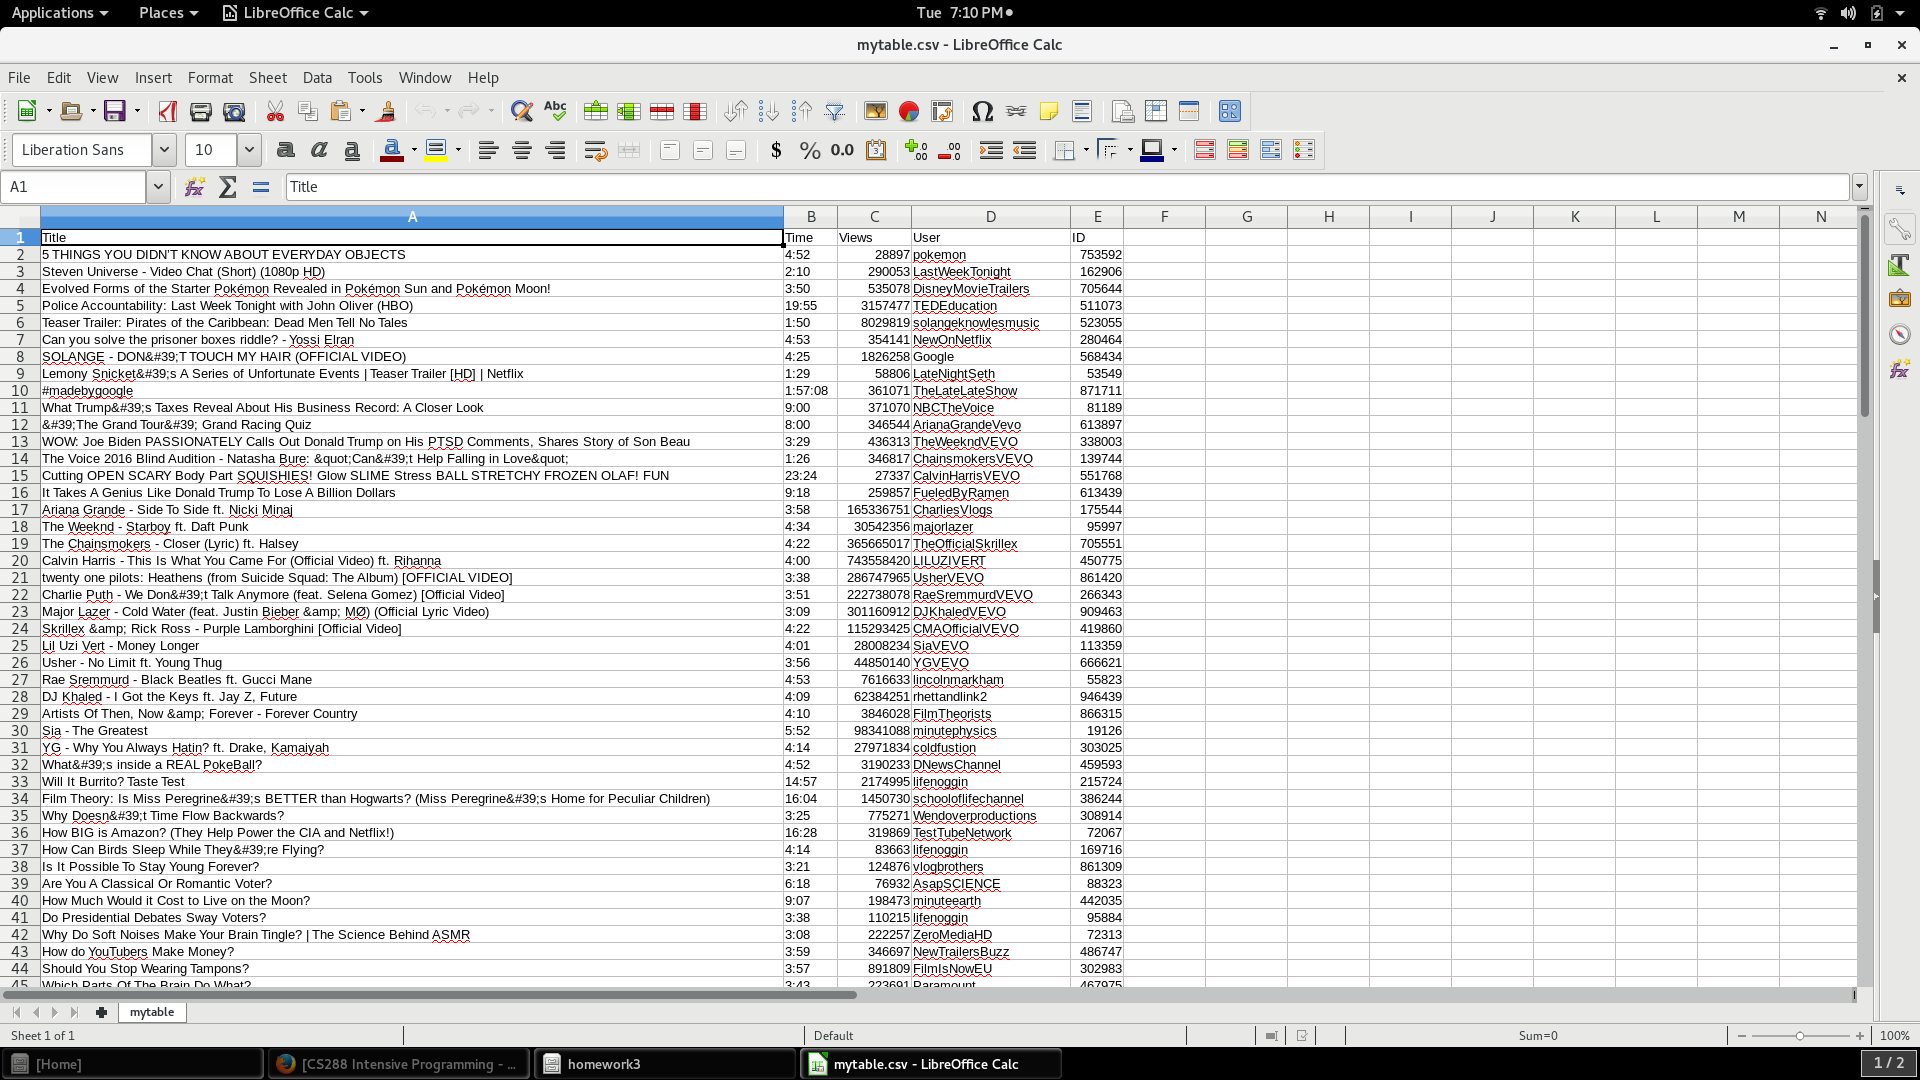 Applications Places LibreOffice Calc Tue 7:10 PM
mytable.csv - LibreOffice Calc
File Edit View Insert Format Sheet Data Tools Window Help
Liberation Sans 10
A1 Title
A B C D E F G H I J K L M N
1 Title Time Views User ID
2 5 THINGS YOU DIDN'T KNOW ABOUT EVERYDAY OBJECTS 4:52 28897 pokemon 753592
3 Steven Universe - Video Chat (Short) (1080p HD) 2:10 290053 LastWeekTonight 162906
4 Evolved Forms of the Starter Pokémon Revealed in Pokémon Sun and Pokémon Moon! 3:50 535078 DisneyMovieTrailers 705644
5 Police Accountability: Last Week Tonight with John Oliver (HBO) 19:55 3157477 TEDEducation 511073
6 Teaser Trailer: Pirates of the Caribbean: Dead Men Tell No Tales 1:50 8029819 solangeknowlesmusic 523055
7 Can you solve the prisoner boxes riddle? - Yossi Elran 4:53 354141 NewOnNetflix 280464
8 SOLANGE - DON&#39;T TOUCH MY HAIR (OFFICIAL VIDEO) 4:25 1826258 Google 568434
9 Lemony Snicket&#39;s A Series of Unfortunate Events | Teaser Trailer [HD] | Netflix 1:29 58806 LateNightSeth 53549
10 #madebygoogle 1:57:08 361071 TheLateLateShow 871711
11 What Trump&#39;s Taxes Reveal About His Business Record: A Closer Look 9:00 371070 NBCTheVoice 81189
12 &#39;The Grand Tour&#39; Grand Racing Quiz 8:00 346544 ArianaGrandeVevo 613897
13 WOW: Joe Biden PASSIONATELY Calls Out Donald Trump on His PTSD Comments, Shares Story of Son Beau 3:29 436313 TheWeekndVEVO 338003
14 The Voice 2016 Blind Audition - Natasha Bure: &quot;Can&#39;t Help Falling in Love&quot; 1:26 346817 ChainsmokersVEVO 139744
15 Cutting OPEN SCARY Body Part SQUISHIES! Glow SLIME Stress BALL STRETCHY FROZEN OLAF! FUN 23:24 27337 CalvinHarrisVEVO 551768
16 It Takes A Genius Like Donald Trump To Lose A Billion Dollars 9:18 259857 FueledByRamen 613439
17 Ariana Grande - Side To Side ft. Nicki Minaj 3:58 165336751 CharliesVlogs 175544
18 The Weeknd - Starboy ft. Daft Punk 4:34 30542356 majorlazer 95997
19 The Chainsmokers - Closer (Lyric) ft. Halsey 4:22 365665017 TheOfficialSkrillex 705551
20 Calvin Harris - This Is What You Came For (Official Video) ft. Rihanna 4:00 743558420 LILUZIVERT 450775
21 twenty one pilots: Heathens (from Suicide Squad: The Album) [OFFICIAL VIDEO] 3:38 286747965 UsherVEVO 861420
22 Charlie Puth - We Don&#39;t Talk Anymore (feat. Selena Gomez) [Official Video] 3:51 222738078 RaeSremmurdVEVO 266343
23 Major Lazer - Cold Water (feat. Justin Bieber &amp; MØ) (Official Lyric Video) 3:09 301160912 DJKhaledVEVO 909463
24 Skrillex &amp; Rick Ross - Purple Lamborghini [Official Video] 4:22 115293425 CMAOfficialVEVO 419860
25 Lil Uzi Vert - Money Longer 4:01 28008234 SiaVEVO 113359
26 Usher - No Limit ft. Young Thug 3:56 44850140 YGVEVO 666621
27 Rae Sremmurd - Black Beatles ft. Gucci Mane 4:53 7616633 lincolnmarkham 55823
28 DJ Khaled - I Got the Keys ft. Jay Z, Future 4:09 62384251 rhettandlink2 946439
29 Artists Of Then, Now &amp; Forever - Forever Country 4:10 3846028 FilmTheorists 866315
30 Sia - The Greatest 5:52 98341088 minutephysics 19126
31 YG - Why You Always Hatin? ft. Drake, Kamaiyah 4:14 27971834 coldfustion 303025
32 What&#39;s inside a REAL PokeBall? 4:52 3190233 DNewsChannel 459593
33 Will It Burrito? Taste Test 14:57 2174995 lifenoggin 215724
34 Film Theory: Is Miss Peregrine&#39;s BETTER than Hogwarts? (Miss Peregrine&#39;s Home for Peculiar Children) 16:04 1450730 schooloflifechannel 386244
35 Why Doesn&#39;t Time Flow Backwards? 3:25 775271 Wendoverproductions 308914
36 How BIG is Amazon? (They Help Power the CIA and Netflix!) 16:28 319869 TestTubeNetwork 72067
37 How Can Birds Sleep While They&#39;re Flying? 4:14 83663 lifenoggin 169716
38 Is It Possible To Stay Young Forever? 3:21 124876 vlogbrothers 861309
39 Are You A Classical Or Romantic Voter? 6:18 76932 AsapSCIENCE 88323
40 How Much Would it Cost to Live on the Moon? 9:07 198473 minuteearth 442035
41 Do Presidential Debates Sway Voters? 3:38 110215 lifenoggin 95884
42 Why Do Soft Noises Make Your Brain Tingle? | The Science Behind ASMR 3:08 222257 ZeroMediaHD 72313
43 How do YouTubers Make Money? 3:59 346697 NewTrailersBuzz 486747
44 Should You Stop Wearing Tampons? 3:57 891809 FilmIsNowEU 302983
45 Which Parts Of The Brain Do What? 3:43 223691 Paramount 467975
mytable
Sheet 1 of 1 Default Sum=0 100%
[Home] [CS288 Intensive Programming - ... homework3 mytable.csv - LibreOffice Calc 1 / 2